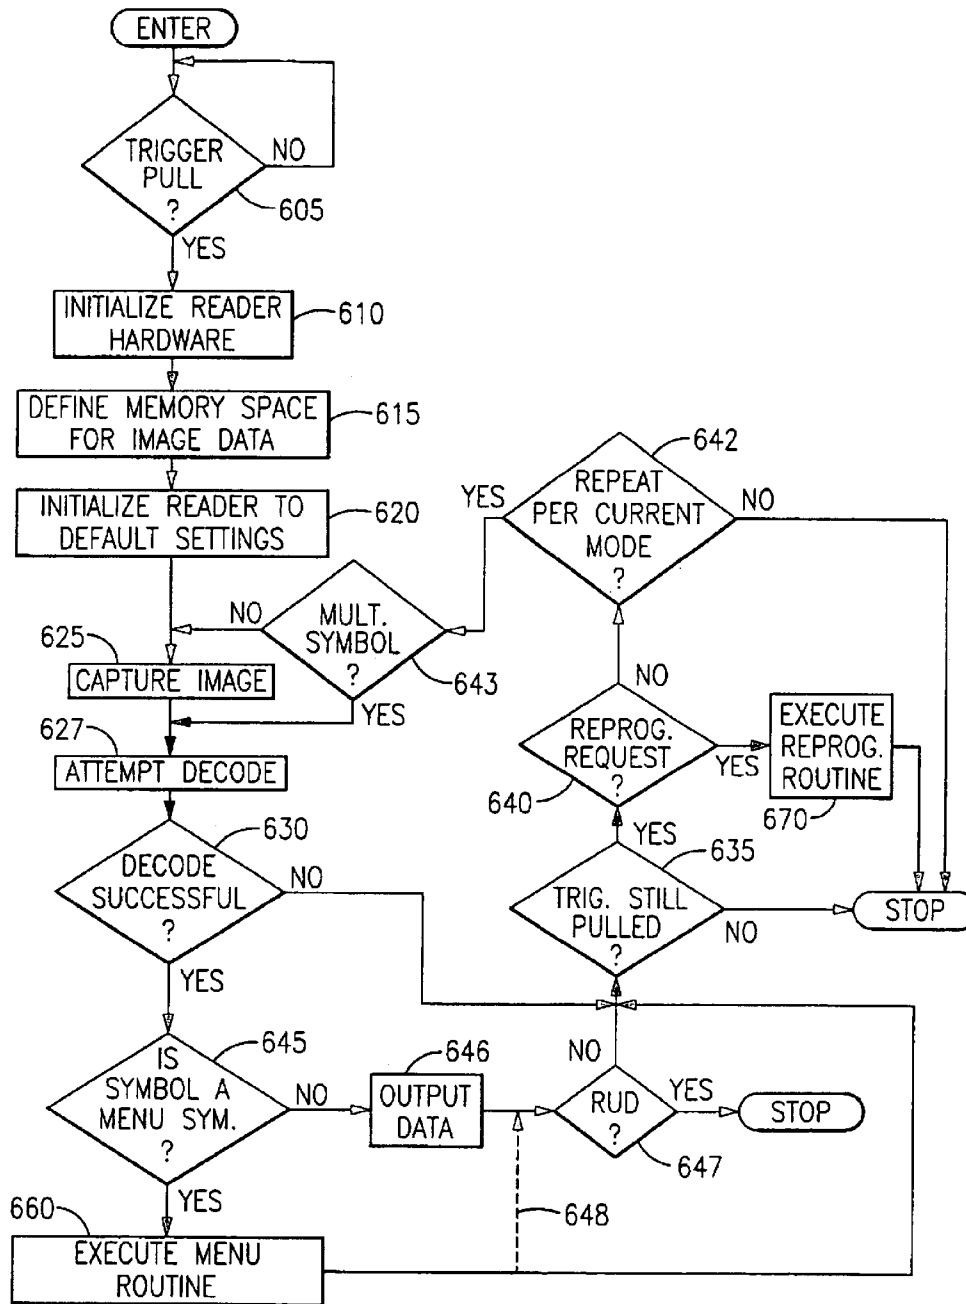 ENTER
TRIGGER
PULL
?
NO
605
YES
INITIALIZE READER
HARDWARE
610
DEFINE MEMORY SPACE
FOR IMAGE DATA
615
INITIALIZE READER TO
DEFAULT SETTINGS
620
642
REPEAT
PER CURRENT
MODE
?
YES
NO
MULT.
SYMBOL
?
NO
643
YES
625
CAPTURE IMAGE
627
ATTEMPT DECODE
NO
REPROG.
REQUEST
?
640
YES
EXECUTE
REPROG.
ROUTINE
670
630
DECODE
SUCCESSFUL
?
NO
YES
YES
635
TRIG. STILL
PULLED
?
NO
STOP
IS
SYMBOL A
MENU SYM.
?
645
NO
YES
646
OUTPUT
DATA
NO
RUD
?
YES
647
STOP
648
660
EXECUTE MENU
ROUTINE